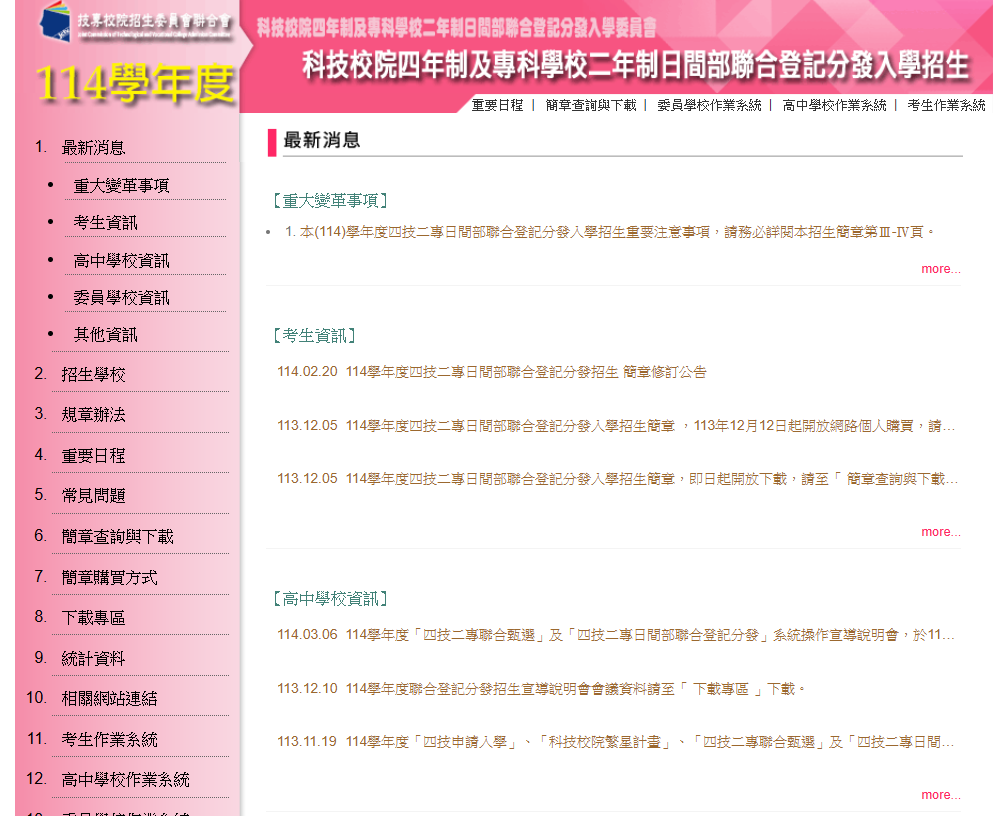 技專校院招生委員會聯合會
Joint Commission of Technological and Vocational College Admission Committee
114學年度
科技校院四年制及專科學校二年制日間部聯合登記分發入學委員會
科技校院四年制及專科學校二年制日間部聯合登記分發入學招生
重要日程 | 簡章查詢與下載 | 委員學校作業系統 | 高中學校作業系統 | 考生作業系統
1. 最新消息
• 重大變革事項
• 考生資訊
• 高中學校資訊
• 委員學校資訊
• 其他資訊
2. 招生學校
3. 規章辦法
4. 重要日程
5. 常見問題
6. 簡章查詢與下載
7. 簡章購買方式
8. 下載專區
9. 統計資料
10. 相關網站連結
11. 考生作業系統
12. 高中學校作業系統
最新消息
【重大變革事項】
• 1. 本(114)學年度四技二專日間部聯合登記分發入學招生重要注意事項，請務必詳閱本招生簡章第Ⅲ-Ⅳ頁。
more...
【考生資訊】
114.02.20 114學年度四技二專日間部聯合登記分發招生 簡章修訂公告
113.12.05 114學年度四技二專日間部聯合登記分發入學招生簡章 ，113年12月12日起開放網路個人購買，請...
113.12.05 114學年度四技二專日間部聯合登記分發入學招生簡章，即日起開放下載，請至「 簡章查詢與下載...
more...
【高中學校資訊】
114.03.06 114學年度「四技二專聯合甄選」及「四技二專日間部聯合登記分發」系統操作宣導說明會，於11...
113.12.10 114學年度聯合登記分發招生宣導說明會會議資料請至「 下載專區 」下載。
113.11.19 114學年度「四技申請入學」、「科技校院繁星計畫」、「四技二專聯合甄選」及「四技二專日間...
more...